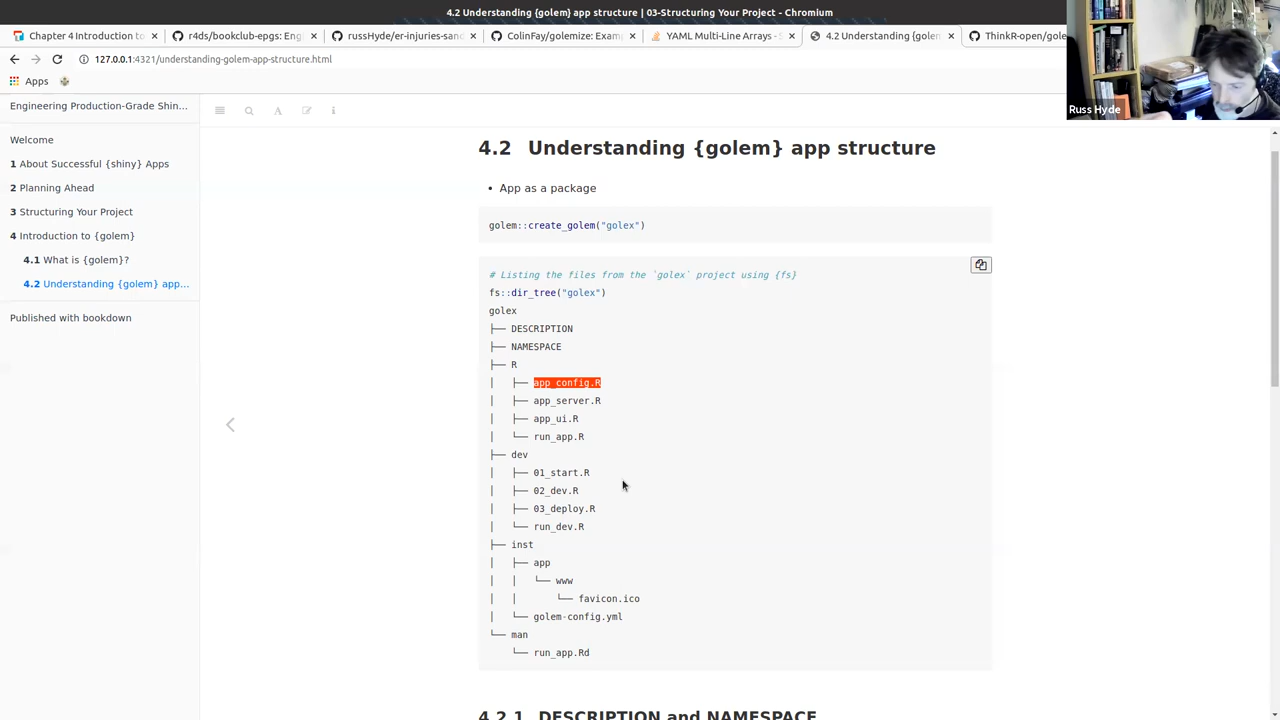 4.2 Understanding {golem} app structure | 03-Structuring Your Project - Chromium
Chapter 4 Introduction to
r4ds/bookclub-epgs: Eng
russHyde/er-injuries-san
ColinFay/golemize: Exam
YAML Multi-Line Arrays - S
4.2 Understanding {golem
ThinkR-open/gole
127.0.0.1:4321/understanding-golem-app-structure.html
Apps
Russ Hyde
Engineering Production-Grade Shin...
Welcome
1 About Successful {shiny} Apps
2 Planning Ahead
3 Structuring Your Project
4 Introduction to {golem}
4.1 What is {golem}?
4.2 Understanding {golem} app...
Published with bookdown
4.2 Understanding {golem} app structure
• App as a package
golem::create_golem("golex")
# Listing the files from the `golex` project using {fs}
fs::dir_tree("golex")
golex
├── DESCRIPTION
├── NAMESPACE
├── R
│   ├── app_config.R
│   ├── app_server.R
│   ├── app_ui.R
│   └── run_app.R
├── dev
│   ├── 01_start.R
│   ├── 02_dev.R
│   ├── 03_deploy.R
│   └── run_dev.R
├── inst
│   ├── app
│   │   └── www
│   │       └── favicon.ico
│   └── golem-config.yml
└── man
    └── run_app.Rd
4.2.1 DESCRIPTION and NAMESPACE